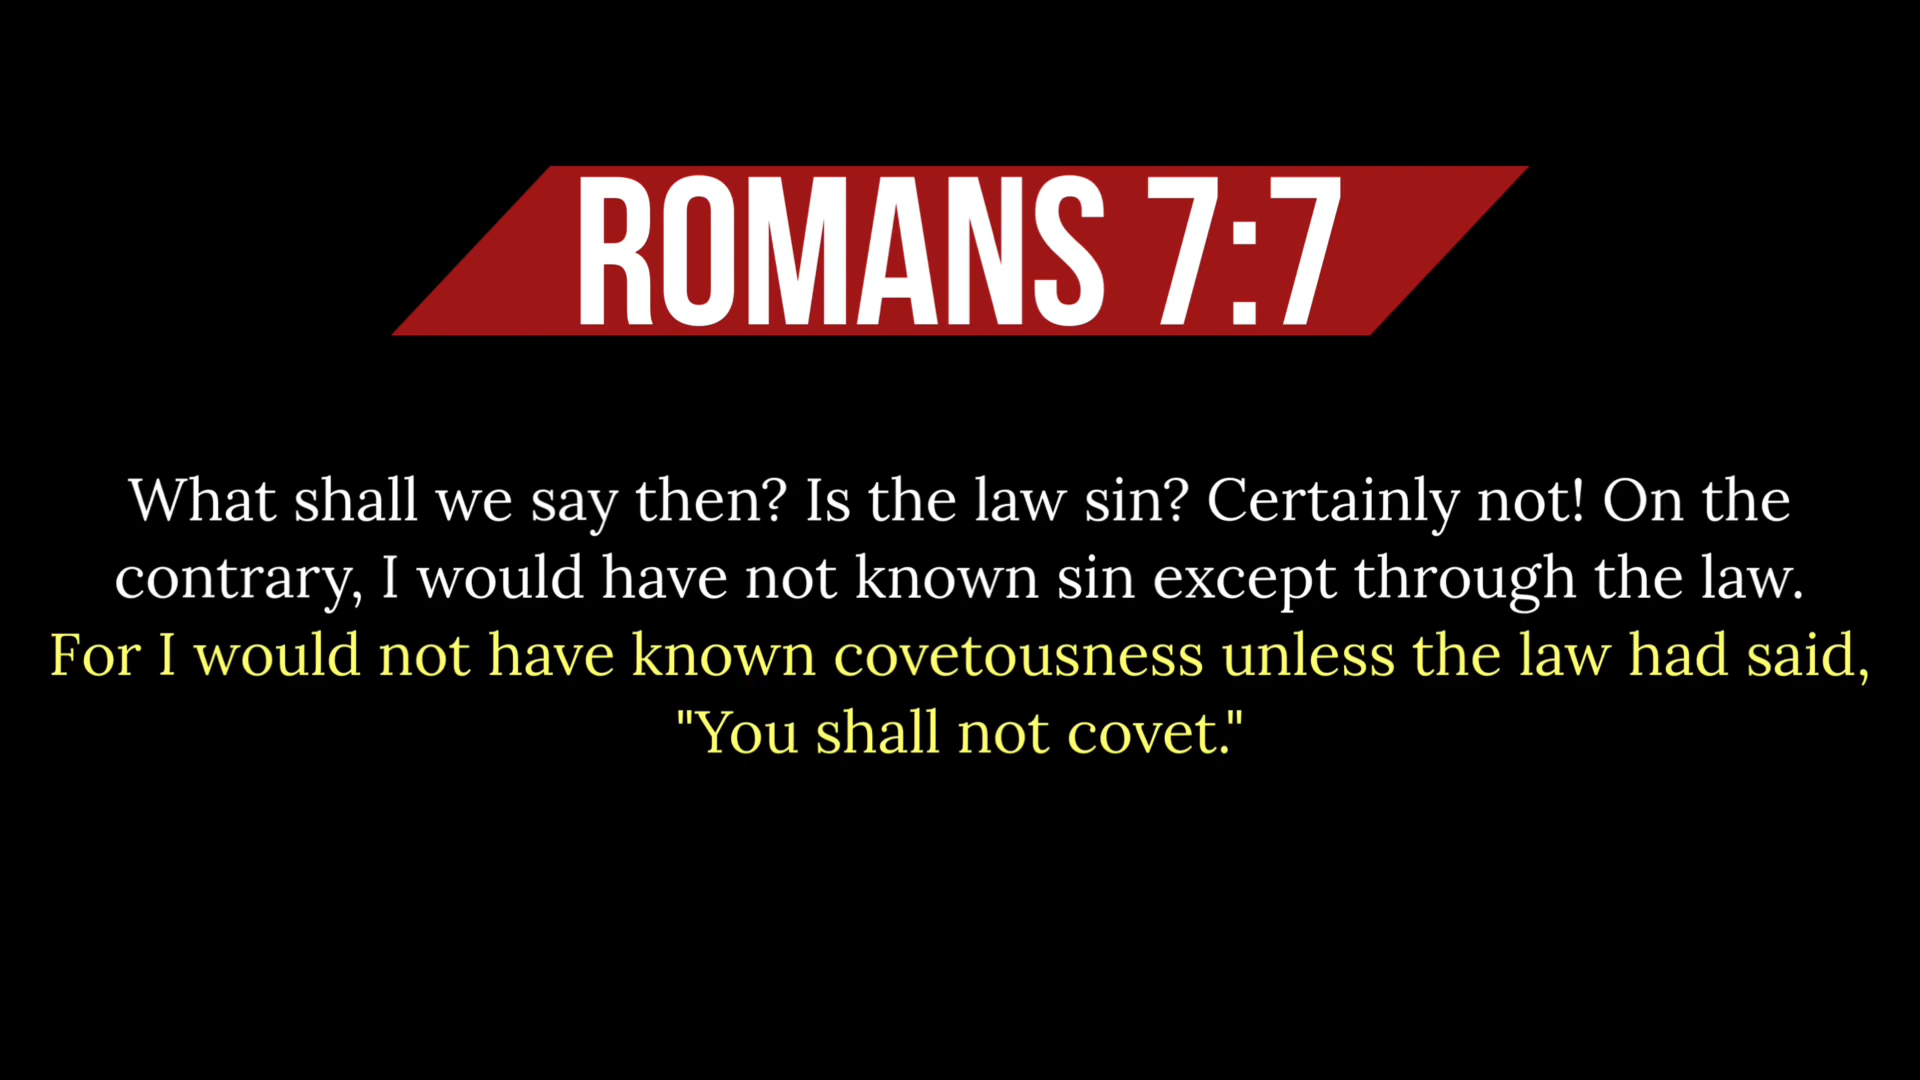 ROMANS 7:7
What shall we say then? Is the law sin? Certainly not! On the
contrary, I would have not known sin except through the law.
For I would not have known covetousness unless the law had said,
"You shall not covet."